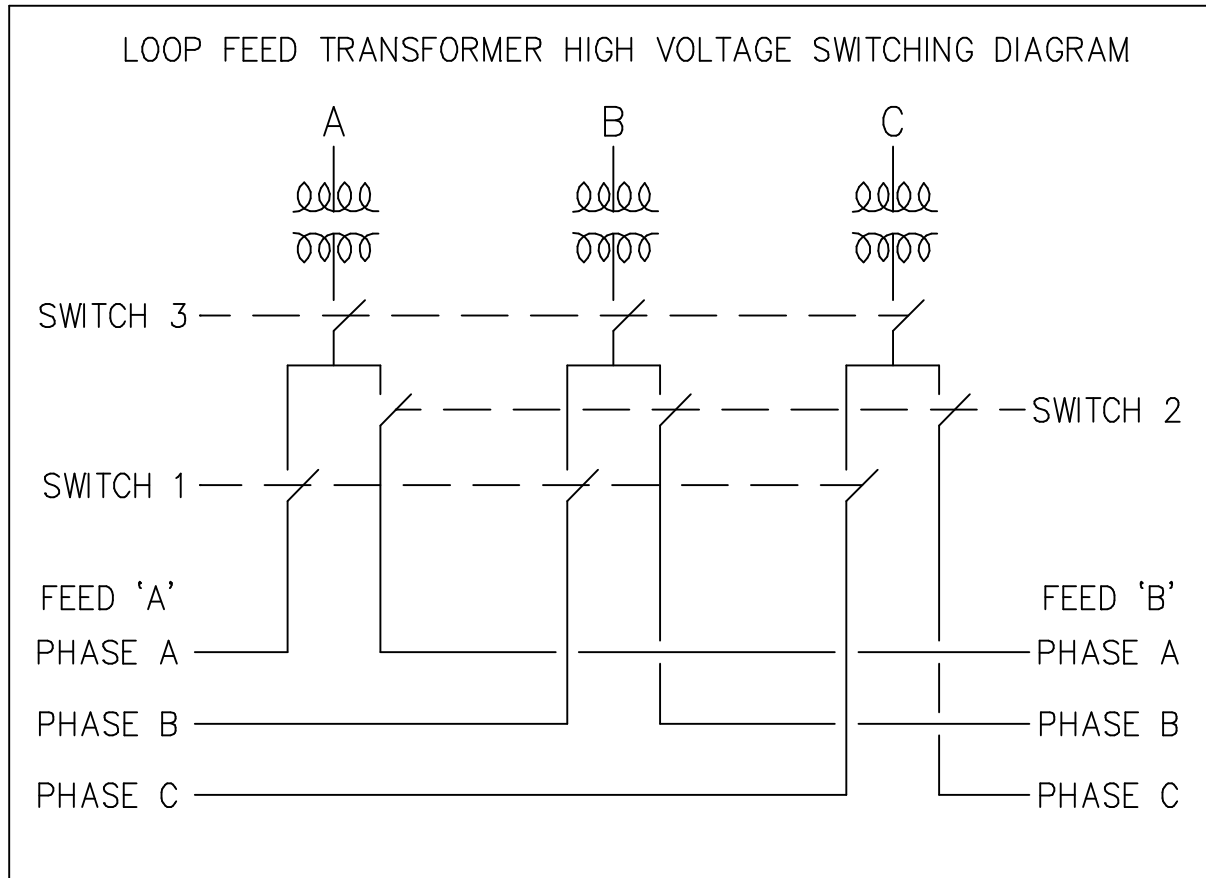 LOOP FEED TRANSFORMER HIGH VOLTAGE SWITCHING DIAGRAM
A
B
C
SWITCH 3
SWITCH 2
SWITCH 1
FEED 'A'
FEED 'B'
PHASE A
PHASE A
PHASE B
PHASE B
PHASE C
PHASE C